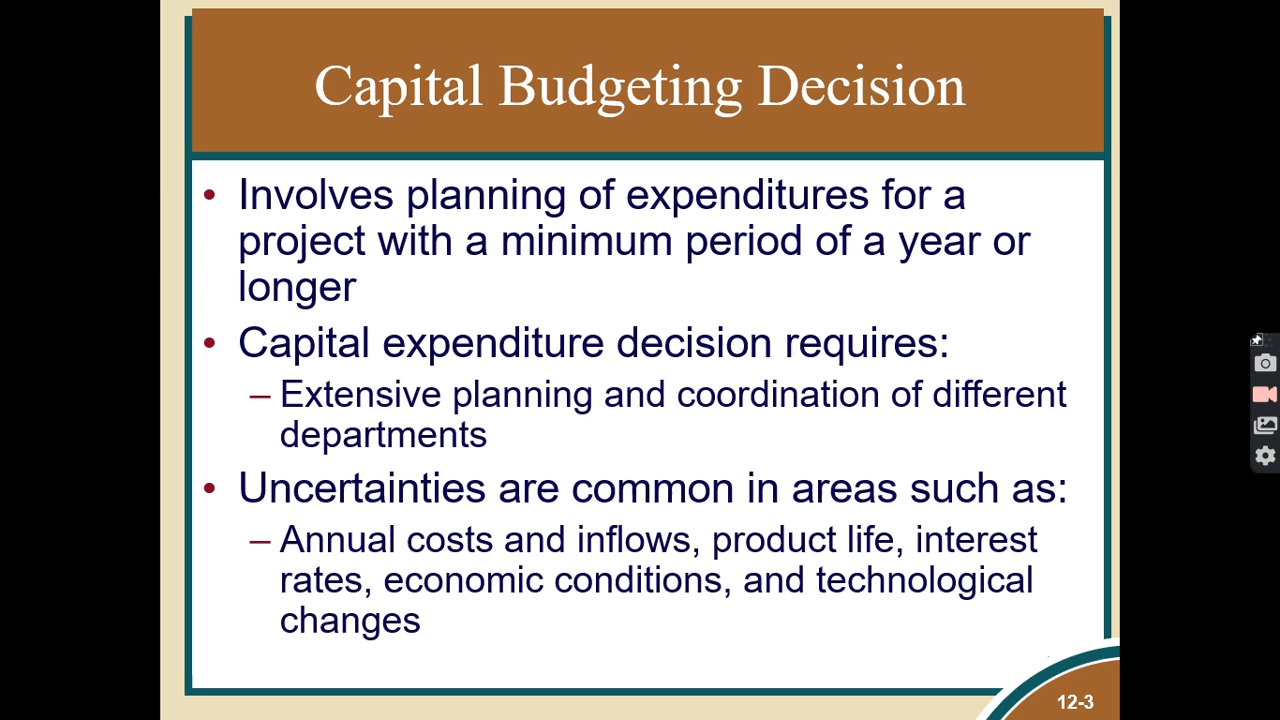 Capital Budgeting Decision
• Involves planning of expenditures for a
project with a minimum period of a year or
longer
• Capital expenditure decision requires:
– Extensive planning and coordination of different
departments
• Uncertainties are common in areas such as:
– Annual costs and inflows, product life, interest
rates, economic conditions, and technological
changes
12-3